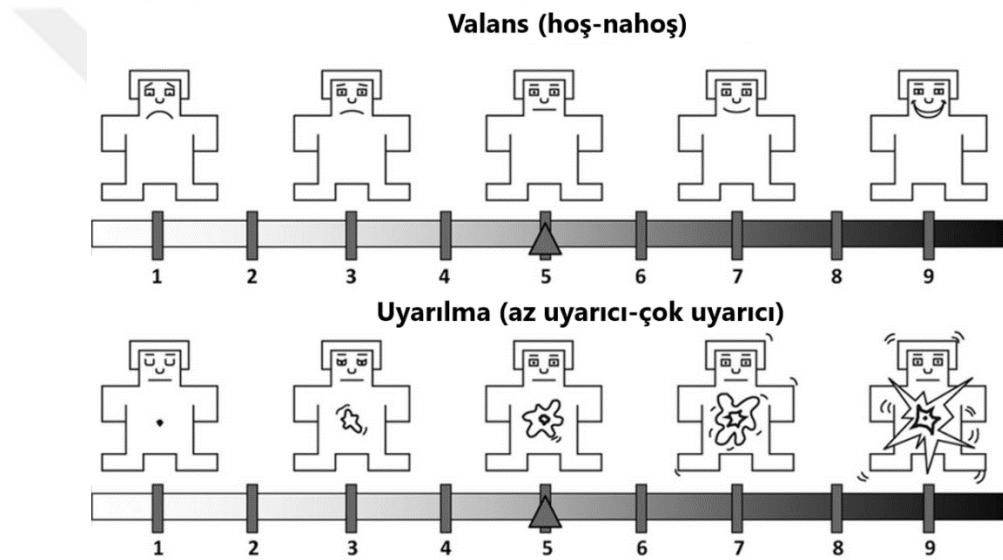 Valans (hoş-nahoş)
1 2 3 4 5 6 7 8 9
Uyarılma (az uyarıcı-çok uyarıcı)
1 2 3 4 5 6 7 8 9